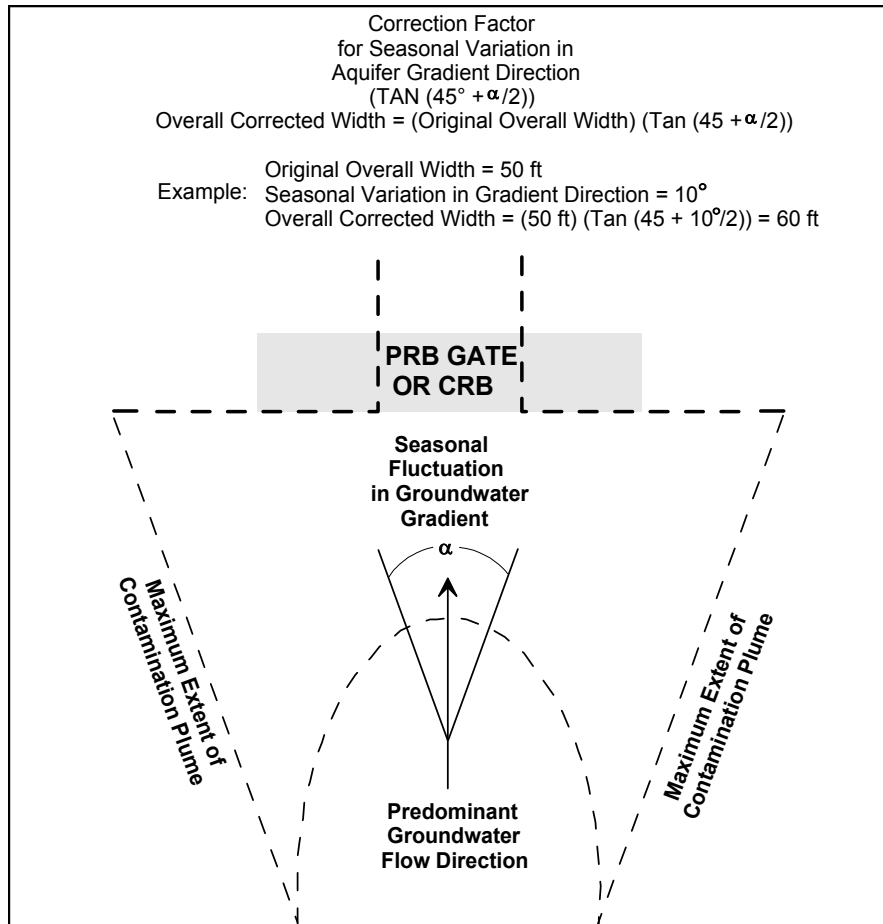 Correction Factor
for Seasonal Variation in
Aquifer Gradient Direction
(TAN (45° + α/2))
Overall Corrected Width = (Original Overall Width) (Tan (45 + α/2))
Example:
Original Overall Width = 50 ft
Seasonal Variation in Gradient Direction = 10°
Overall Corrected Width = (50 ft) (Tan (45 + 10°/2)) = 60 ft
PRB GATE
OR CRB
Seasonal
Fluctuation
in Groundwater
Gradient
α
Maximum Extent of
Contamination Plume
Maximum Extent of
Contamination Plume
Predominant
Groundwater
Flow Direction